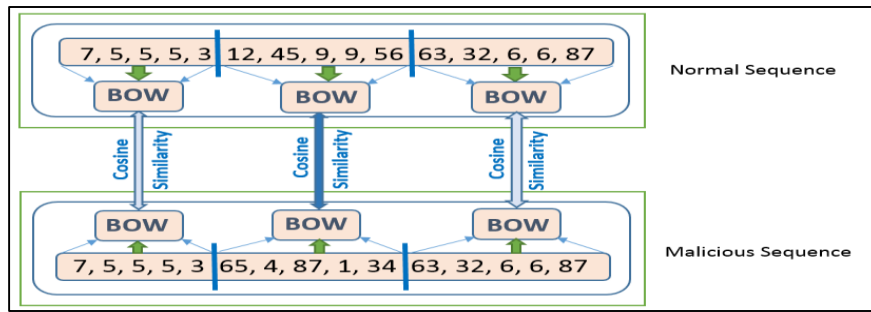 7, 5, 5, 5, 3 12, 45, 9, 9, 56 63, 32, 6, 6, 87
BOW BOW BOW
Normal Sequence
Cosine Similarity Cosine Similarity Cosine Similarity
BOW BOW BOW
7, 5, 5, 5, 3 65, 4, 87, 1, 34 63, 32, 6, 6, 87
Malicious Sequence